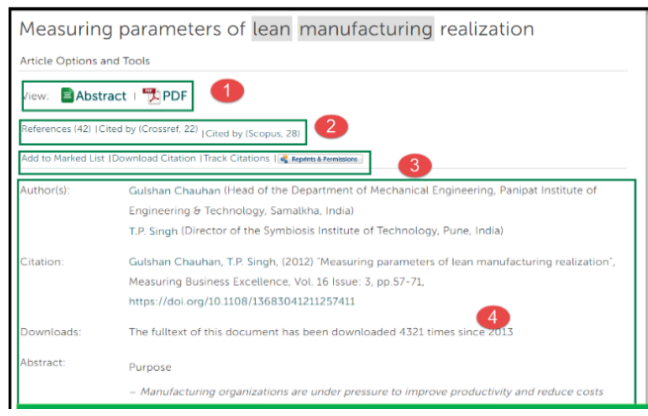 Measuring parameters of lean manufacturing realization
Article Options and Tools
View: Abstract | PDF 1
References (42) |Cited by (Crossref, 22) |Cited by (Scopus, 28) 2
Add to Marked List |Download Citation |Track Citations | Reprints & Permissions 3
Author(s): Gulshan Chauhan (Head of the Department of Mechanical Engineering, Panipat Institute of
Engineering & Technology, Samalkha, India)
T.P. Singh (Director of the Symbiosis Institute of Technology, Pune, India)
Citation: Gulshan Chauhan, T.P. Singh, (2012) "Measuring parameters of lean manufacturing realization",
Measuring Business Excellence, Vol. 16 Issue: 3, pp.57-71,
https://doi.org/10.1108/13683041211257411
4
Downloads: The fulltext of this document has been downloaded 4321 times since 2013
Abstract: Purpose
– Manufacturing organizations are under pressure to improve productivity and reduce costs